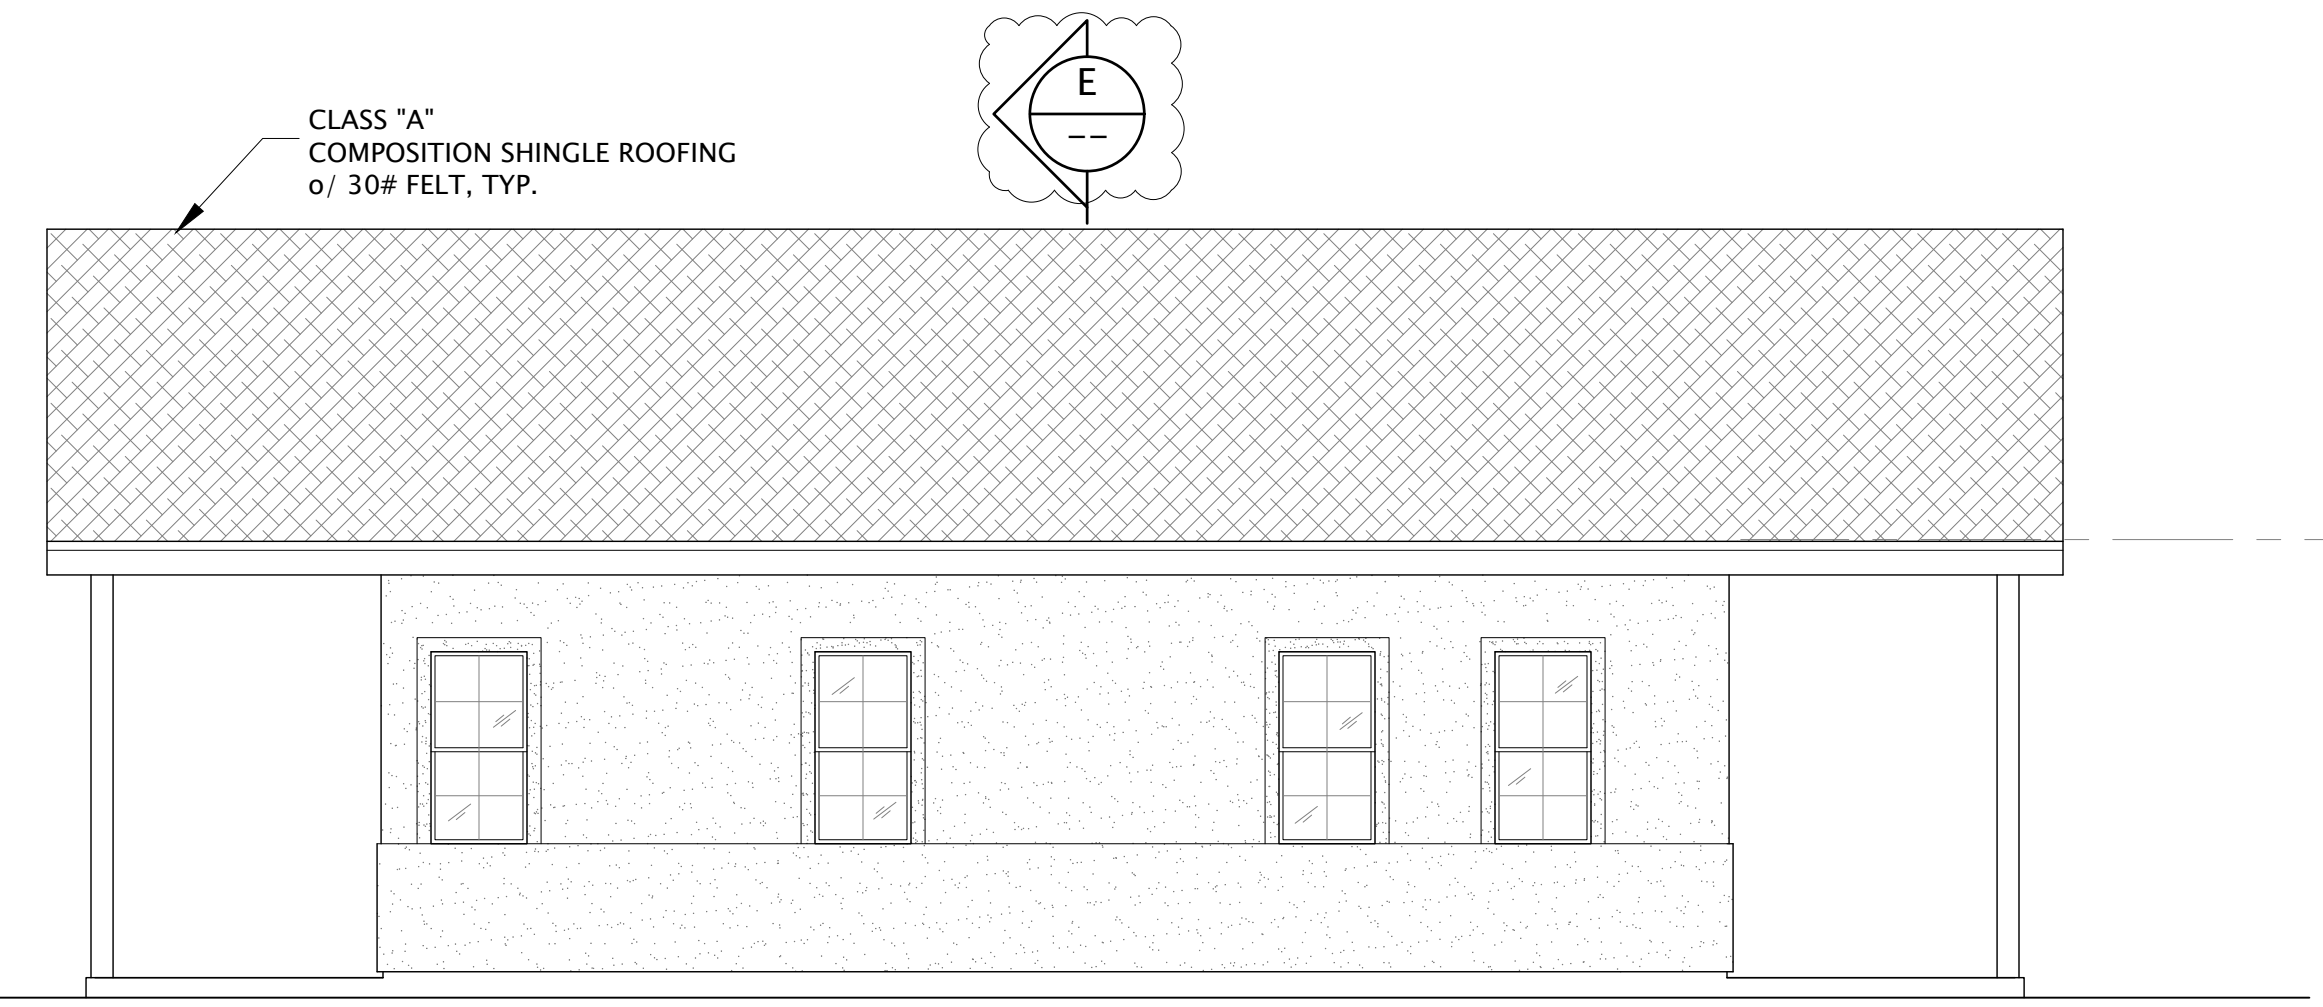 E
--
CLASS "A"
COMPOSITION SHINGLE ROOFING
o/ 30# FELT, TYP.